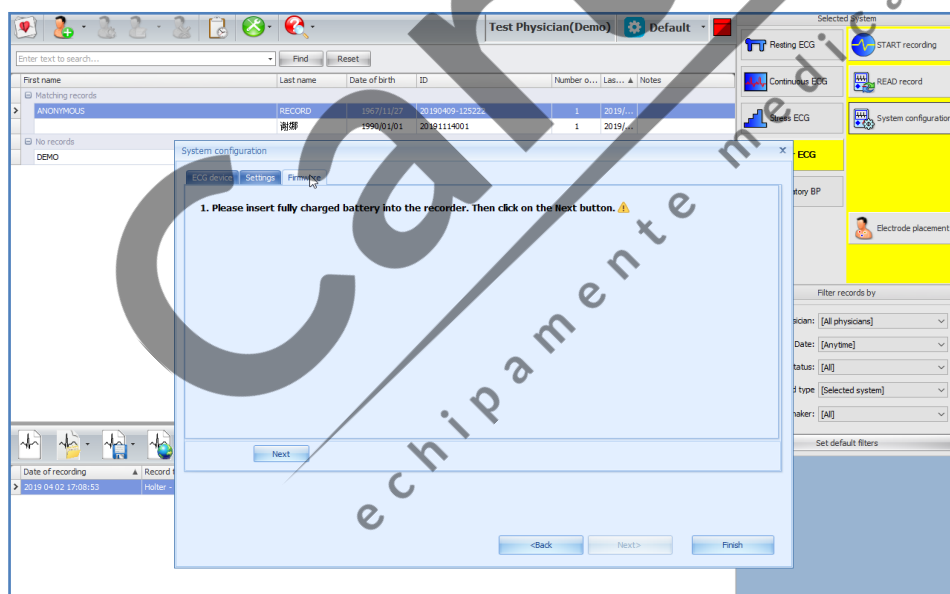 Selected System
Test Physician(Demo) Default
Resting ECG START recording
Enter text to search... Find Reset
First name Last name Date of birth ID Number o... Las... Notes
Continuous ECG READ record
Matching records
ANONYMOUS RECORD 1967/11/27 20190409-125222 1 2019/...
谢娜 1990/01/01 20191114001 1 2019/...
Stress ECG System configuration
No records
DEMO
System configuration x
ECG
ECG device Settings Firmware
atory BP
1. Please insert fully charged battery into the recorder. Then click on the Next button.
Electrode placement
Filter records by
sician: [All physicians]
Date: [Anytime]
tatus: [All]
d type [Selected system]
naker: [All]
Set default filters
Next
Date of recording Record t
2019 04 02 17:08:53 Holter -
<Back Next> Finish
echipamente medica